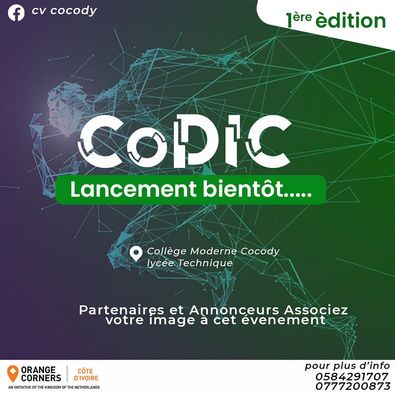 cv cocody
1ère èdition
CoDIC
Lancement bientôt.....
Collège Moderne Cocody
lycée Technique
Partenaires et Annonceurs Associez
votre image à cet évenement
ORANGE
CORNERS
CÔTE
D'IVOIRE
AN INITIATIVE OF THE KINGDOM OF THE NETHERLANDS
pour plus d'info
0584291707
0777200873